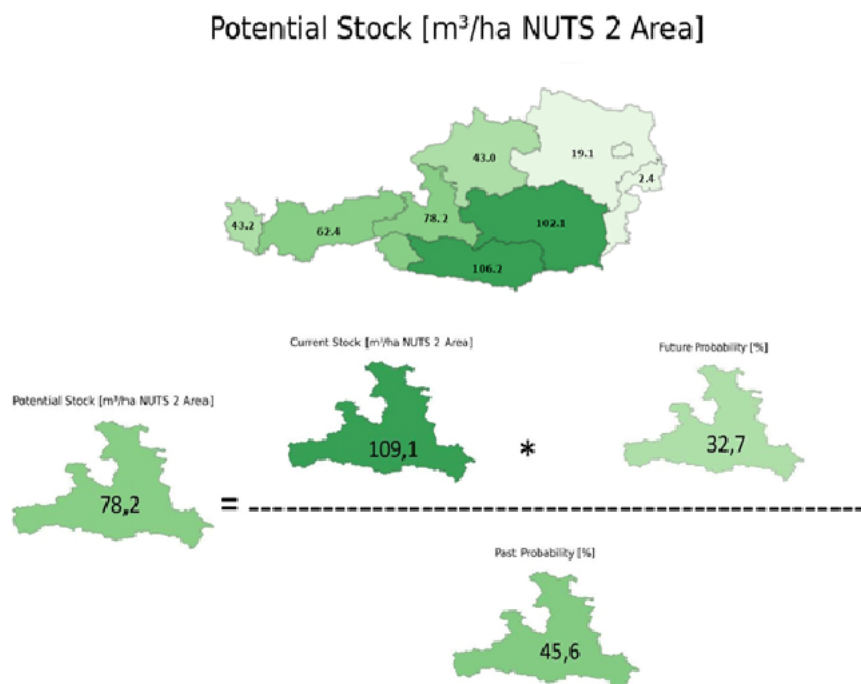 Potential Stock [m³/ha NUTS 2 Area]
43.0
19.1
2.4
43.2
62.4
78.2
102.1
106.2
Current Stock [m³/ha NUTS 2 Area]
Future Probability [%]
Potential Stock [m³/ha NUTS 2 Area]
109,1
*
32,7
78,2
=
Past Probability [%]
45,6